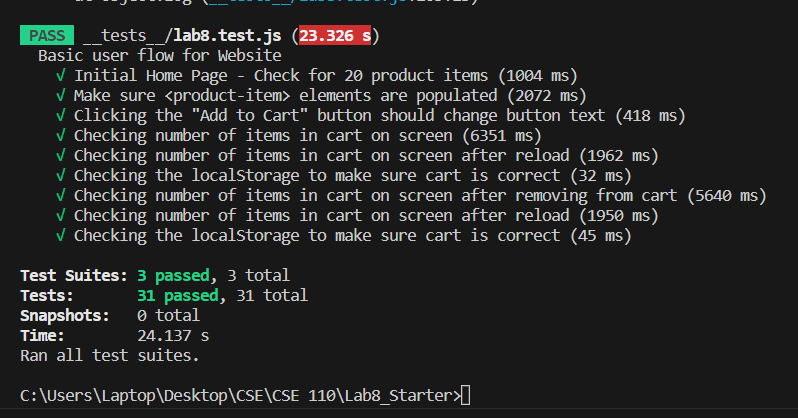 PASS __tests__/lab8.test.js (23.326 s)
Basic user flow for Website
√ Initial Home Page - Check for 20 product items (1004 ms)
√ Make sure <product-item> elements are populated (2072 ms)
√ Clicking the "Add to Cart" button should change button text (418 ms)
√ Checking number of items in cart on screen (6351 ms)
√ Checking number of items in cart on screen after reload (1962 ms)
√ Checking the localStorage to make sure cart is correct (32 ms)
√ Checking number of items in cart on screen after removing from cart (5640 ms)
√ Checking number of items in cart on screen after reload (1950 ms)
√ Checking the localStorage to make sure cart is correct (45 ms)
Test Suites: 3 passed, 3 total
Tests: 31 passed, 31 total
Snapshots: 0 total
Time: 24.137 s
Ran all test suites.
C:\Users\Laptop\Desktop\CSE\CSE 110\Lab8_Starter>